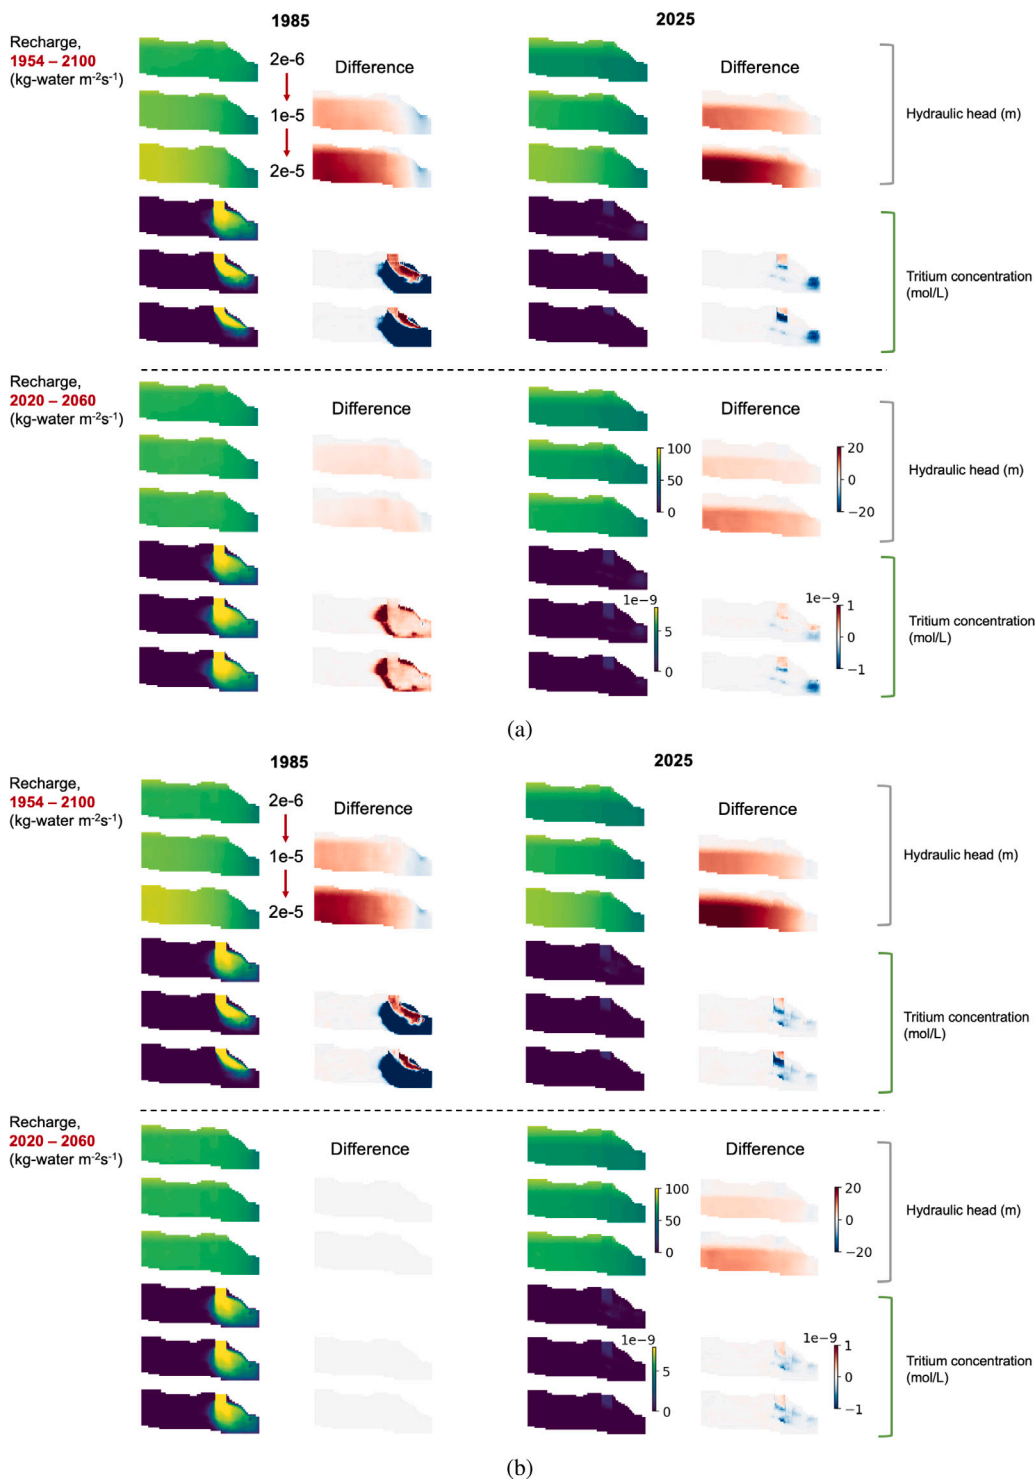 1985
2025
Recharge,
1954 – 2100
(kg-water m⁻²s⁻¹)
2e-6
1e-5
2e-5
Difference
Difference
Hydraulic head (m)
Tritium concentration
(mol/L)
Recharge,
2020 – 2060
(kg-water m⁻²s⁻¹)
Difference
Difference
100
50
0
20
0
−20
Hydraulic head (m)
1e−9
5
0
1e−9
1
0
−1
Tritium concentration
(mol/L)
(a)
1985
2025
Recharge,
1954 – 2100
(kg-water m⁻²s⁻¹)
2e-6
1e-5
2e-5
Difference
Difference
Hydraulic head (m)
Tritium concentration
(mol/L)
Recharge,
2020 – 2060
(kg-water m⁻²s⁻¹)
Difference
Difference
100
50
0
20
0
−20
Hydraulic head (m)
1e−9
5
0
1e−9
1
0
−1
Tritium concentration
(mol/L)
(b)